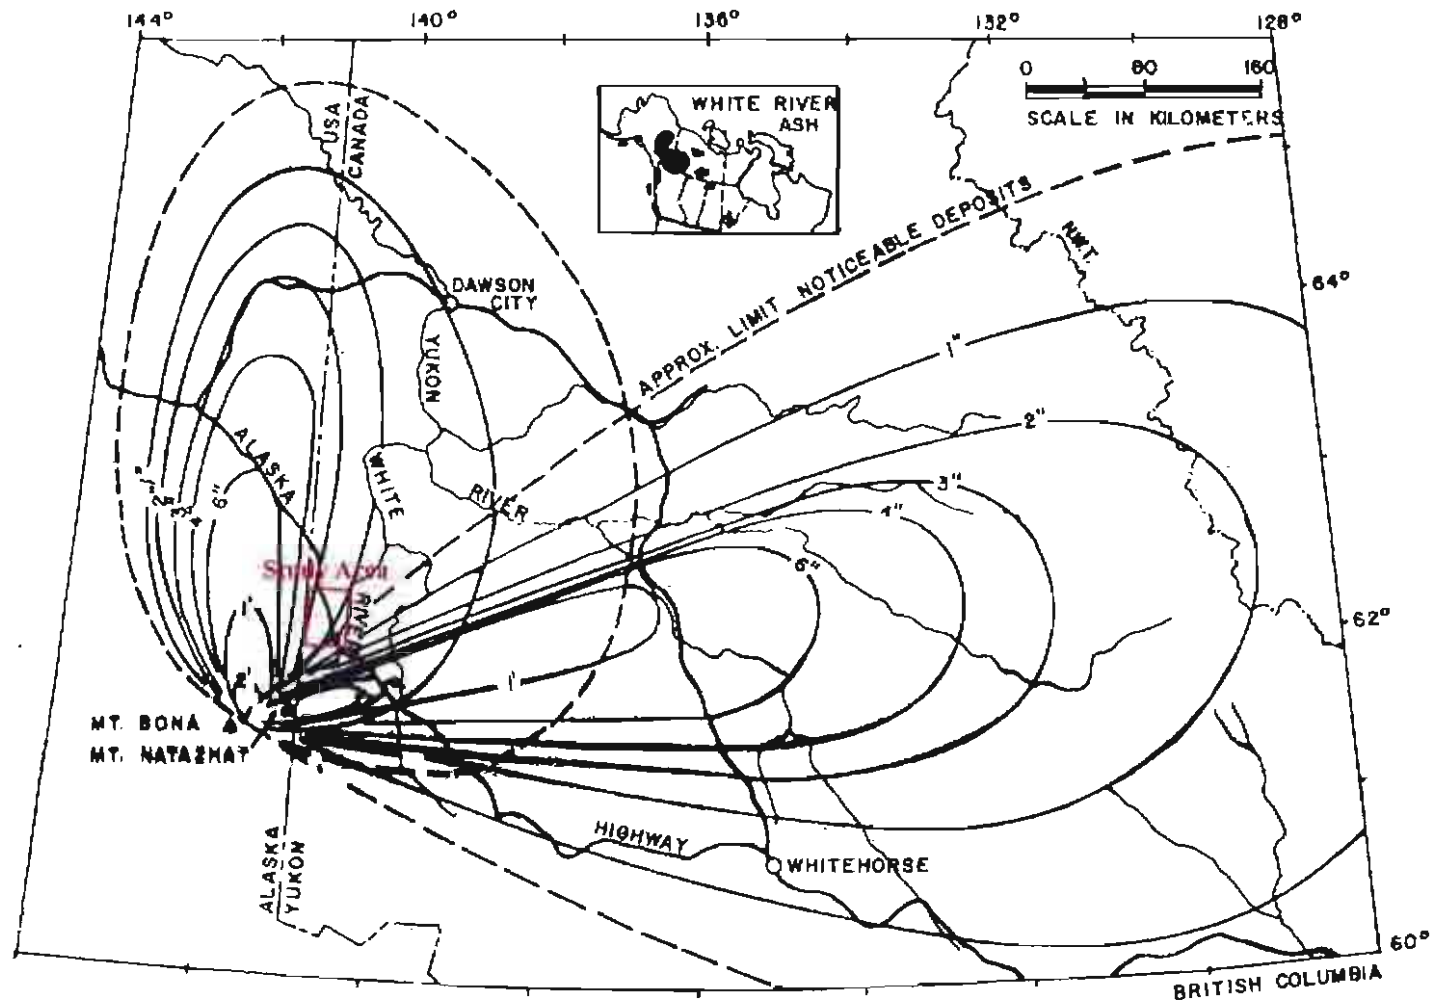 144°
140°
136°
132°
128°
0 80 160
SCALE IN KILOMETERS
WHITE RIVER
ASH
USA
CANADA
APPROX. LIMIT NOTICEABLE DEPOSITS
N.W.T.
64°
DAWSON
CITY
YUKON
1"
2"
3"
4"
6"
ALASKA
WHITE
RIVER
1"
2"
3"
4
6"
Study Area
RIVER
1'
2'
1'
62°
MT. BONA
MT. NATAZHAT
ALASKA
YUKON
HIGHWAY
WHITEHORSE
60°
BRITISH COLUMBIA